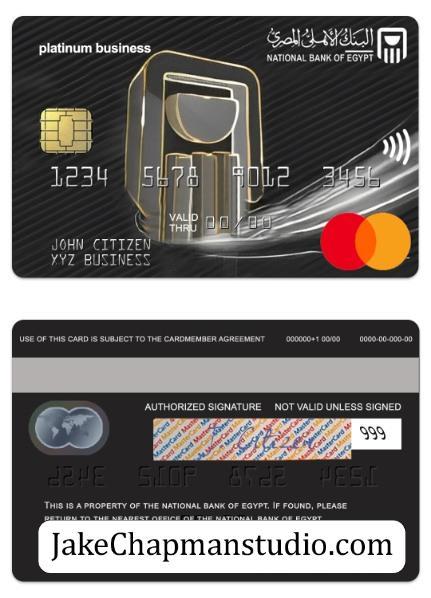 platinum business
البنك الأهلي المصري
NATIONAL BANK OF EGYPT
1234 5678 9012 3456
VALID
THRU 00/00
JOHN CITIZEN
XYZ BUSINESS
USE OF THIS CARD IS SUBJECT TO THE CARDMEMBER AGREEMENT 000000+1 00/00 0000-00-000-00
AUTHORIZED SIGNATURE NOT VALID UNLESS SIGNED
MasterCard MasterCard MasterCard
999
THIS IS A PROPERTY OF THE NATIONAL BANK OF EGYPT. IF FOUND, PLEASE
RETURN TO THE NEAREST OFFICE OF THE NATIONAL BANK OF EGYPT
JakeChapmanstudio.com